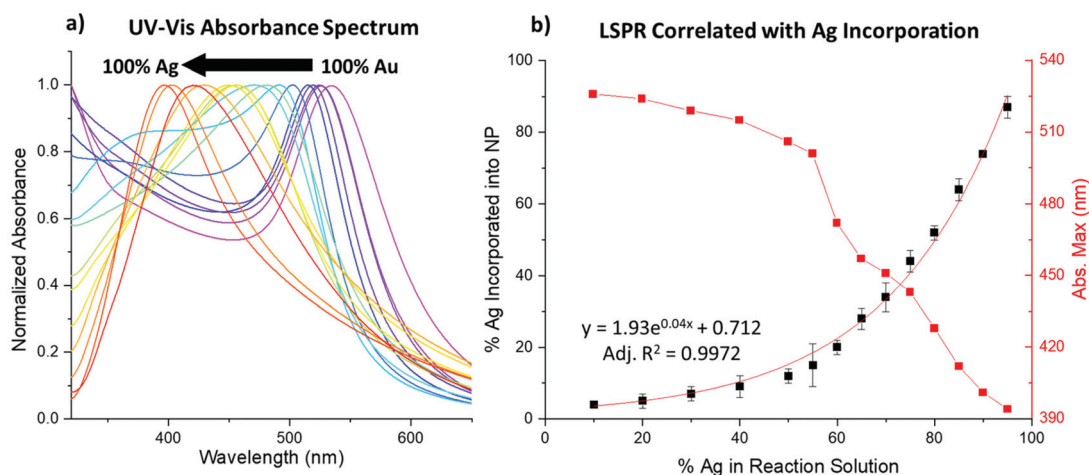 a)
UV-Vis Absorbance Spectrum
100% Ag
100% Au
1.0
0.8
0.6
0.4
0.2
0.0
Normalized Absorbance
400
500
600
Wavelength (nm)
b)
LSPR Correlated with Ag Incorporation
100
80
60
40
20
0
% Ag Incorporated into NP
y = 1.93e^0.04x + 0.712
Adj. R² = 0.9972
540
510
480
450
420
390
Abs. Max (nm)
0
20
40
60
80
100
% Ag in Reaction Solution